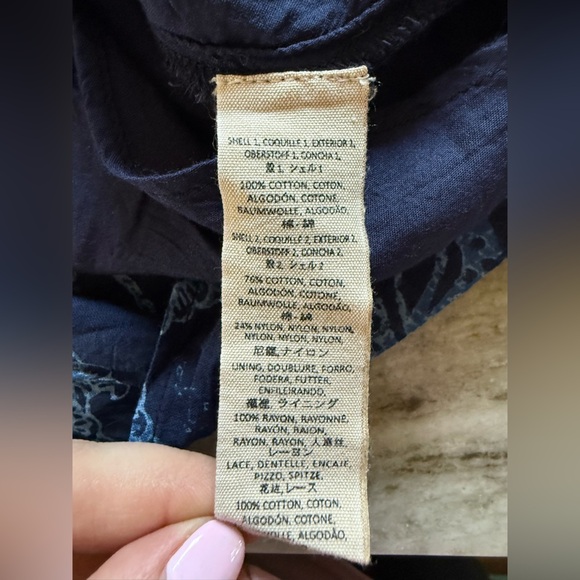 SHELL 1, COQUILLE 1, EXTERIOR 1,
OBERSTOFF 1, CONCHA 1,
殻 1, シェル 1
100% COTTON, COTON,
ALGODÓN, COTONE,
BAUMWOLLE, ALGODÃO,
棉, 綿
SHELL 2, COQUILLE 2, EXTERIOR 2,
OBERSTOFF 2, CONCHA 2,
殻 2, シェル 2
76% COTTON, COTON,
ALGODÓN, COTONE,
BAUMWOLLE, ALGODÃO,
棉, 綿
24% NYLON, NYLON, NYLON,
NYLON, NYLON, NYLON,
尼龍, ナイロン
LINING, DOUBLURE, FORRO,
FODERA, FUTTER,
ENFILEIRANDO,
襯裡, ライニング
100% RAYON, RAYONNE,
RAYÓN, RAION,
RAYON, RAYON, 人造丝
レーヨン
LACE, DENTELLE, ENCAJE,
PIZZO, SPITZE,
花边, レース
100% COTTON, COTON,
ALGODÓN, COTONE,
BAUMWOLLE, ALGODÃO,